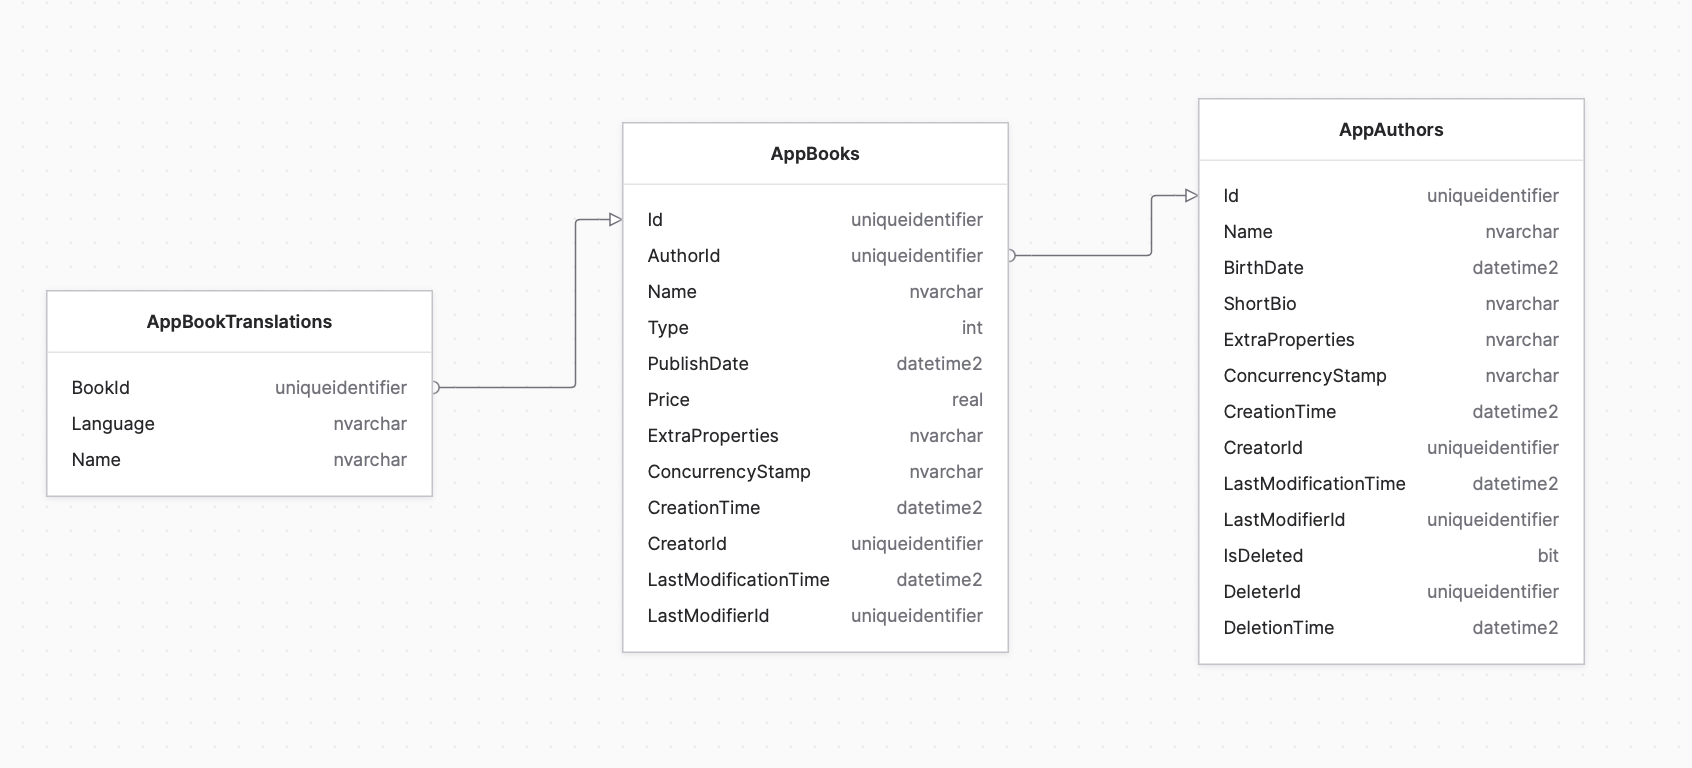 AppBookTranslations
BookId uniqueidentifier
Language nvarchar
Name nvarchar
AppBooks
Id uniqueidentifier
AuthorId uniqueidentifier
Name nvarchar
Type int
PublishDate datetime2
Price real
ExtraProperties nvarchar
ConcurrencyStamp nvarchar
CreationTime datetime2
CreatorId uniqueidentifier
LastModificationTime datetime2
LastModifierId uniqueidentifier
AppAuthors
Id uniqueidentifier
Name nvarchar
BirthDate datetime2
ShortBio nvarchar
ExtraProperties nvarchar
ConcurrencyStamp nvarchar
CreationTime datetime2
CreatorId uniqueidentifier
LastModificationTime datetime2
LastModifierId uniqueidentifier
IsDeleted bit
DeleterId uniqueidentifier
DeletionTime datetime2